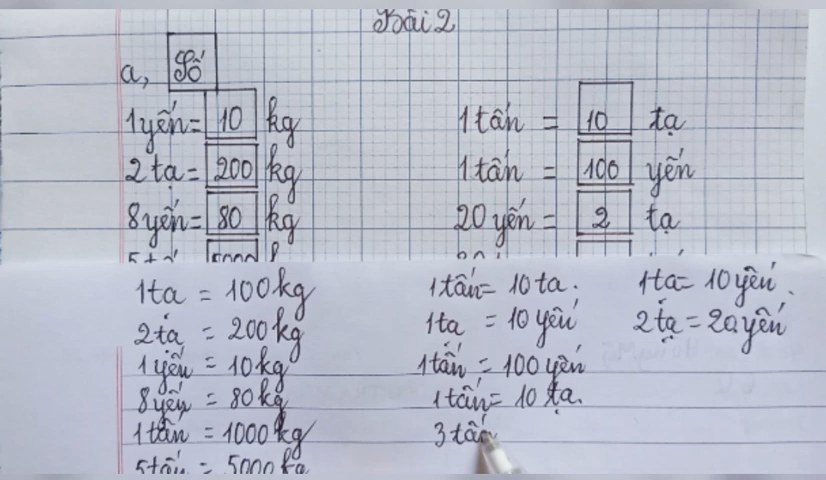 Bài 2
a, Số
1 yến = 10 kg 1 tấn = 10 tạ
2 tạ = 200 kg 1 tấn = 100 yến
8 yến = 80 kg 20 yến = 2 tạ
1 tạ = 100 kg 1 tấn = 10 tạ. 1 tạ = 10 yến.
2 tạ = 200 kg 1 tạ = 10 yến 2 tạ = 20 yến
1 yến = 10 kg 1 tấn = 100 yến
8 yến = 80 kg 1 tấn = 10 tạ.
1 tấn = 1000 kg 3 tấn
5 tấn = 5000 kg